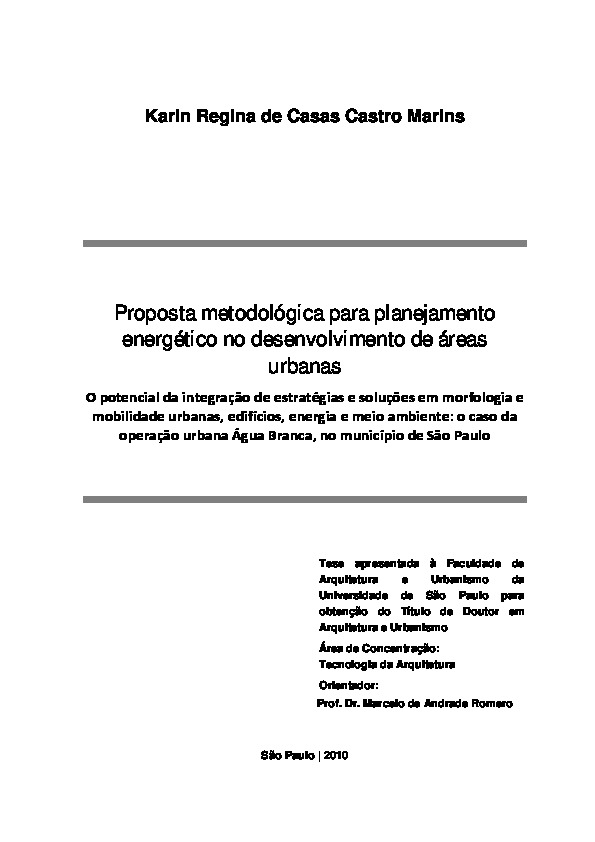 Karin Regina de Casas Castro Marins
Proposta metodológica para planejamento
energético no desenvolvimento de áreas
urbanas
O potencial da integração de estratégias e soluções em morfologia e
mobilidade urbanas, edifícios, energia e meio ambiente: o caso da
operação urbana Água Branca, no município de São Paulo
Tese apresentada à Faculdade de
Arquitetura e Urbanismo da
Universidade de São Paulo para
obtenção do Título de Doutor em
Arquitetura e Urbanismo
Área de Concentração:
Tecnologia da Arquitetura
Orientador:
Prof. Dr. Marcelo de Andrade Romero
São Paulo | 2010